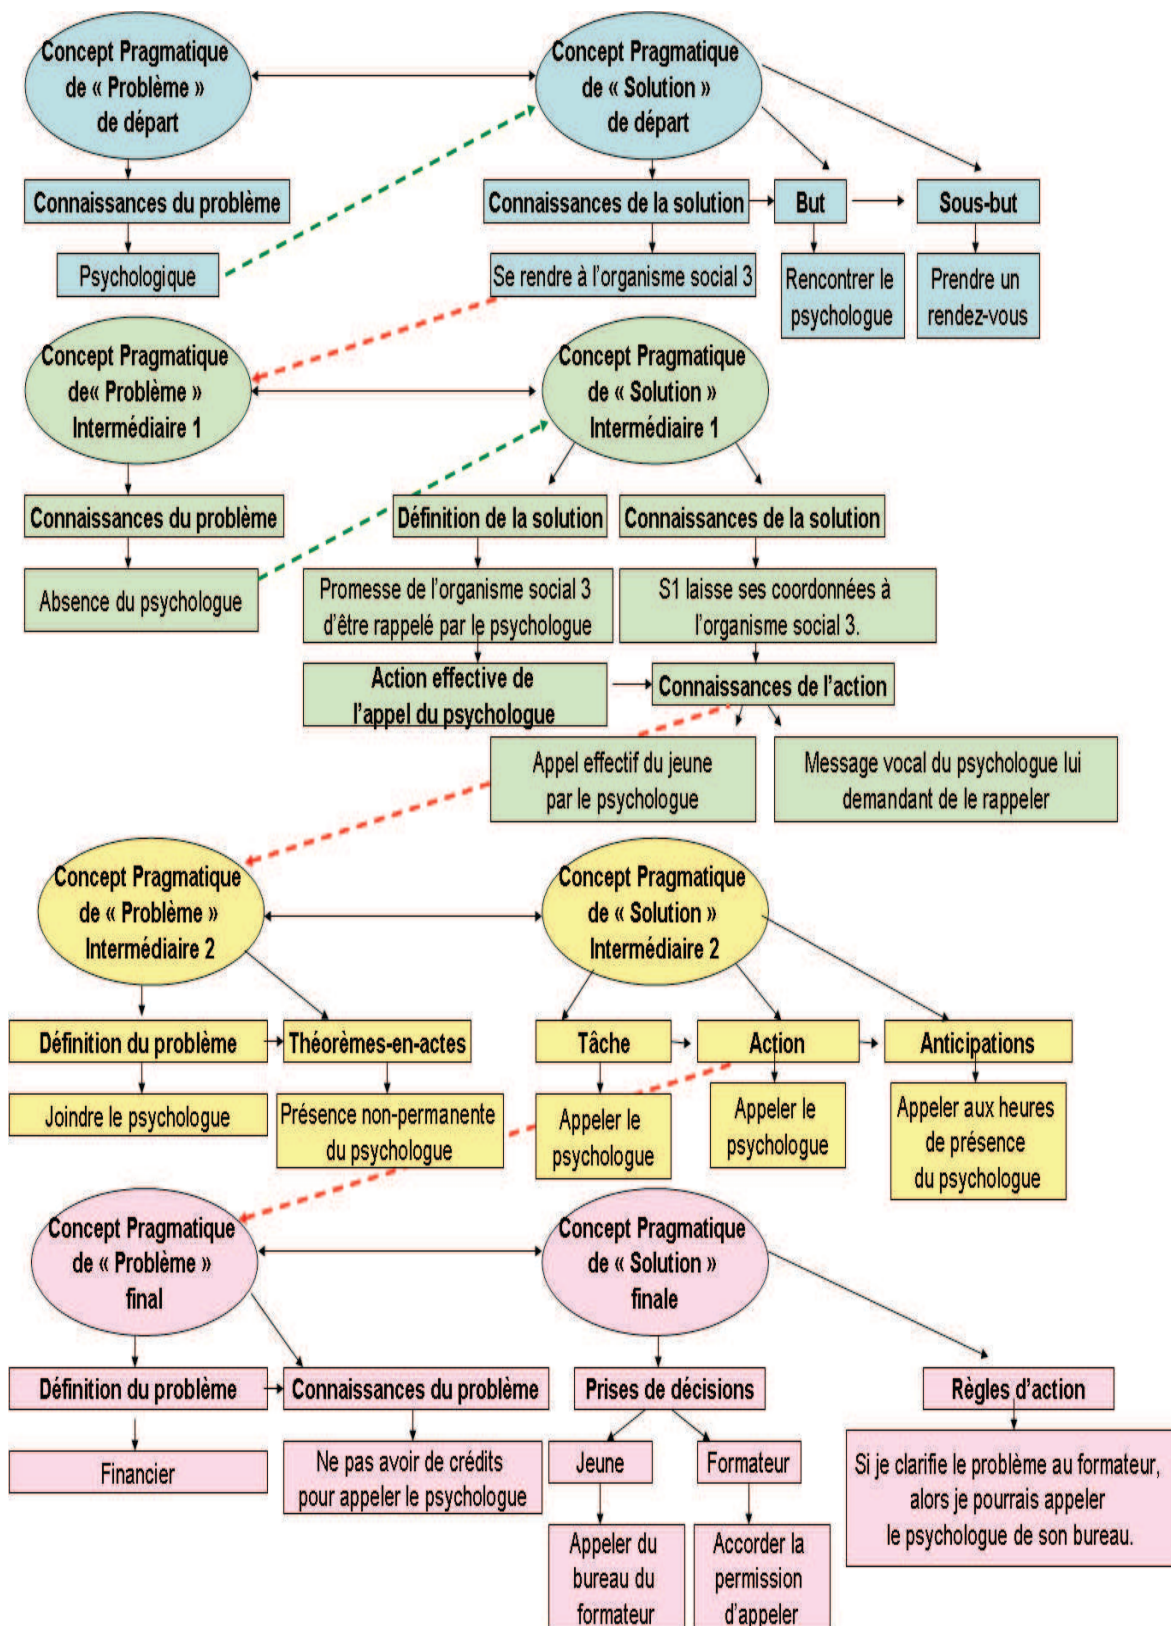 Concept Pragmatique
de « Problème »
de départ
Concept Pragmatique
de « Solution »
de départ
Connaissances du problème
Connaissances de la solution
But
Sous-but
Psychologique
Se rendre à l'organisme social 3
Rencontrer le
psychologue
Prendre un
rendez-vous
Concept Pragmatique
de« Problème »
Intermédiaire 1
Concept Pragmatique
de « Solution »
Intermédiaire 1
Connaissances du problème
Définition de la solution
Connaissances de la solution
Absence du psychologue
Promesse de l'organisme social 3
d'être rappelé par le psychologue
S1 laisse ses coordonnées à
l'organisme social 3.
Action effective de
l'appel du psychologue
Connaissances de l'action
Appel effectif du jeune
par le psychologue
Message vocal du psychologue lui
demandant de le rappeler
Concept Pragmatique
de « Problème »
Intermédiaire 2
Concept Pragmatique
de « Solution »
Intermédiaire 2
Définition du problème
Théorèmes-en-actes
Tâche
Action
Anticipations
Joindre le psychologue
Présence non-permanente
du psychologue
Appeler le
psychologue
Appeler le
psychologue
Appeler aux heures
de présence
du psychologue
Concept Pragmatique
de « Problème »
final
Concept Pragmatique
de « Solution »
finale
Définition du problème
Connaissances du problème
Prises de décisions
Règles d'action
Financier
Ne pas avoir de crédits
pour appeler le psychologue
Jeune
Formateur
Si je clarifie le problème au formateur,
alors je pourrais appeler
le psychologue de son bureau.
Appeler du
bureau du
formateur
Accorder la
permission
d'appeler